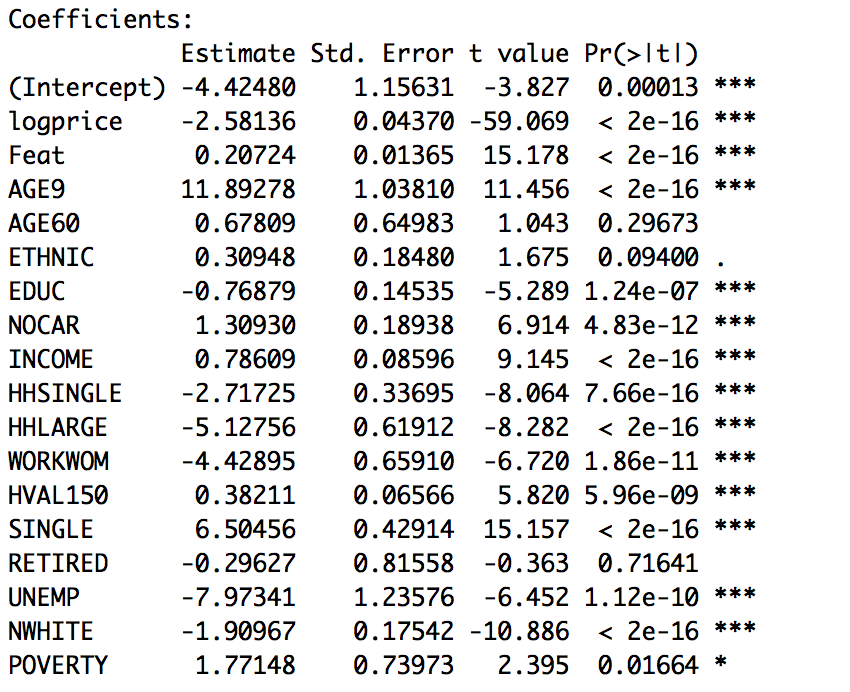 Coefficients:
Estimate Std. Error t value Pr(>|t|)
(Intercept) -4.42480 1.15631 -3.827 0.00013 ***
logprice -2.58136 0.04370 -59.069 < 2e-16 ***
Feat 0.20724 0.01365 15.178 < 2e-16 ***
AGE9 11.89278 1.03810 11.456 < 2e-16 ***
AGE60 0.67809 0.64983 1.043 0.29673
ETHNIC 0.30948 0.18480 1.675 0.09400 .
EDUC -0.76879 0.14535 -5.289 1.24e-07 ***
NOCAR 1.30930 0.18938 6.914 4.83e-12 ***
INCOME 0.78609 0.08596 9.145 < 2e-16 ***
HHSINGLE -2.71725 0.33695 -8.064 7.66e-16 ***
HHLARGE -5.12756 0.61912 -8.282 < 2e-16 ***
WORKWOM -4.42895 0.65910 -6.720 1.86e-11 ***
HVAL150 0.38211 0.06566 5.820 5.96e-09 ***
SINGLE 6.50456 0.42914 15.157 < 2e-16 ***
RETIRED -0.29627 0.81558 -0.363 0.71641
UNEMP -7.97341 1.23576 -6.452 1.12e-10 ***
NWHITE -1.90967 0.17542 -10.886 < 2e-16 ***
POVERTY 1.77148 0.73973 2.395 0.01664 *